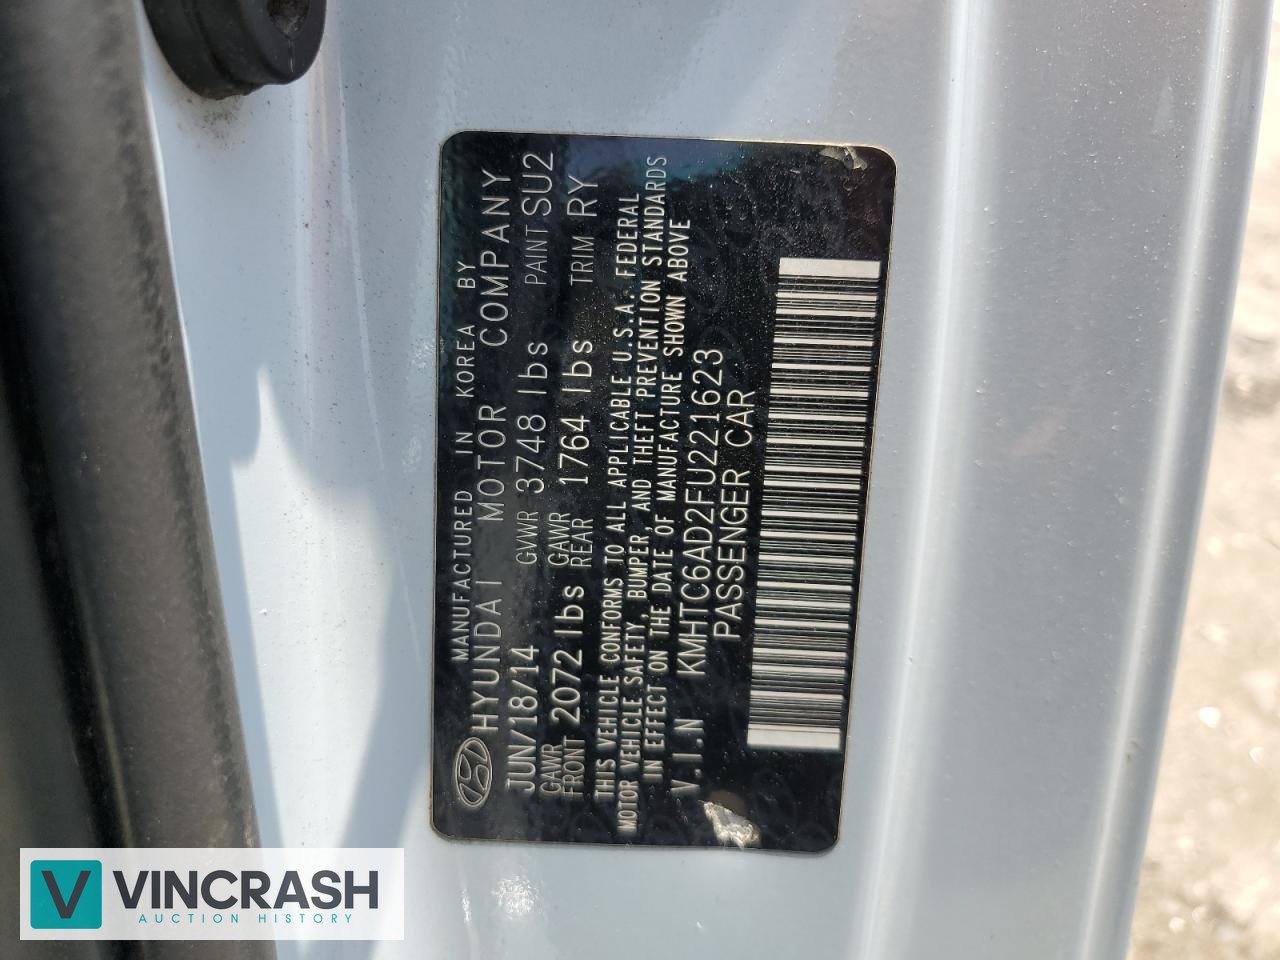 MANUFACTURED IN KOREA BY
HYUNDAI MOTOR COMPANY
JUN/18/14 GVWR 3748 lbs PAINT SU2
GAWR FRONT 2072 lbs GAWR REAR 1764 lbs TRIM RY
THIS VEHICLE CONFORMS TO ALL APPLICABLE U.S.A. FEDERAL
MOTOR VEHICLE SAFETY, BUMPER, AND THEFT PREVENTION STANDARDS
IN EFFECT ON THE DATE OF MANUFACTURE SHOWN ABOVE
V.I.N KMHTC6AD2FU221623
PASSENGER CAR
V VINCRASH
AUCTION HISTORY